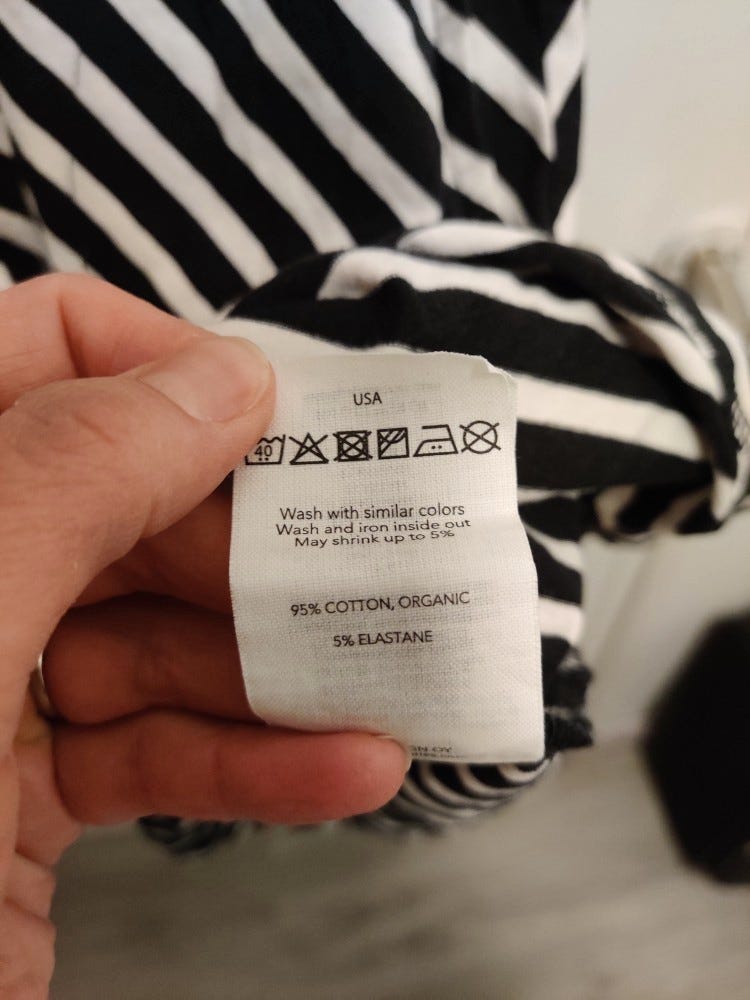 USA
40
Wash with similar colors
Wash and iron inside out
May shrink up to 5%
95% COTTON, ORGANIC
5% ELASTANE